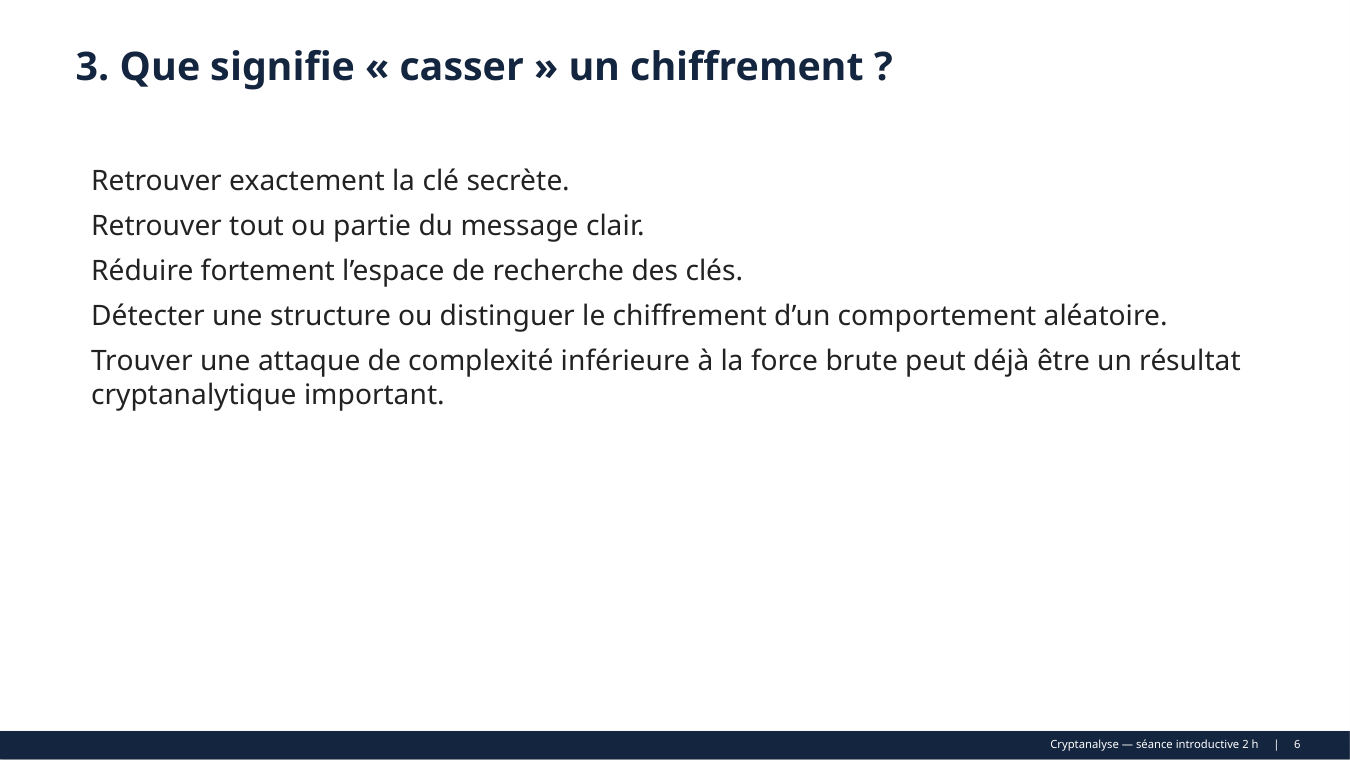 3. Que signifie « casser » un chiffrement ?
Retrouver exactement la clé secrète.
Retrouver tout ou partie du message clair.
Réduire fortement l’espace de recherche des clés.
Détecter une structure ou distinguer le chiffrement d’un comportement aléatoire.
Trouver une attaque de complexité inférieure à la force brute peut déjà être un résultat
cryptanalytique important.
Cryptanalyse — séance introductive 2 h | 6